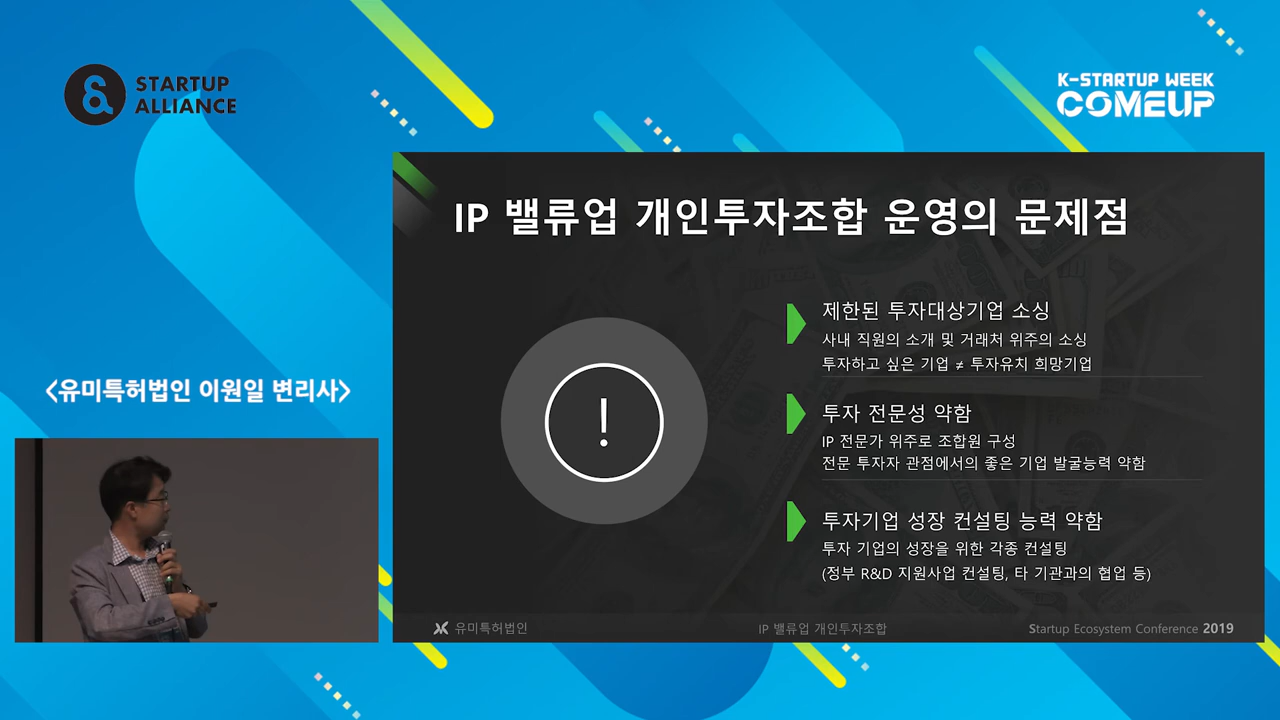 STARTUP
ALLIANCE
K-STARTUP WEEK
COMEUP
IP 밸류업 개인투자조합 운영의 문제점
제한된 투자대상기업 소싱
사내 직원의 소개 및 거래처 위주의 소싱
투자하고 싶은 기업 ≠ 투자유치 희망기업
투자 전문성 약함
IP 전문가 위주로 조합원 구성
전문 투자자 관점에서의 좋은 기업 발굴능력 약함
투자기업 성장 컨설팅 능력 약함
투자 기업의 성장을 위한 각종 컨설팅
(정부 R&D 지원사업 컨설팅, 타 기관과의 협업 등)
!
<유미특허법인 이원일 변리사>
유미특허법인
IP 밸류업 개인투자조합
Startup Ecosystem Conference 2019